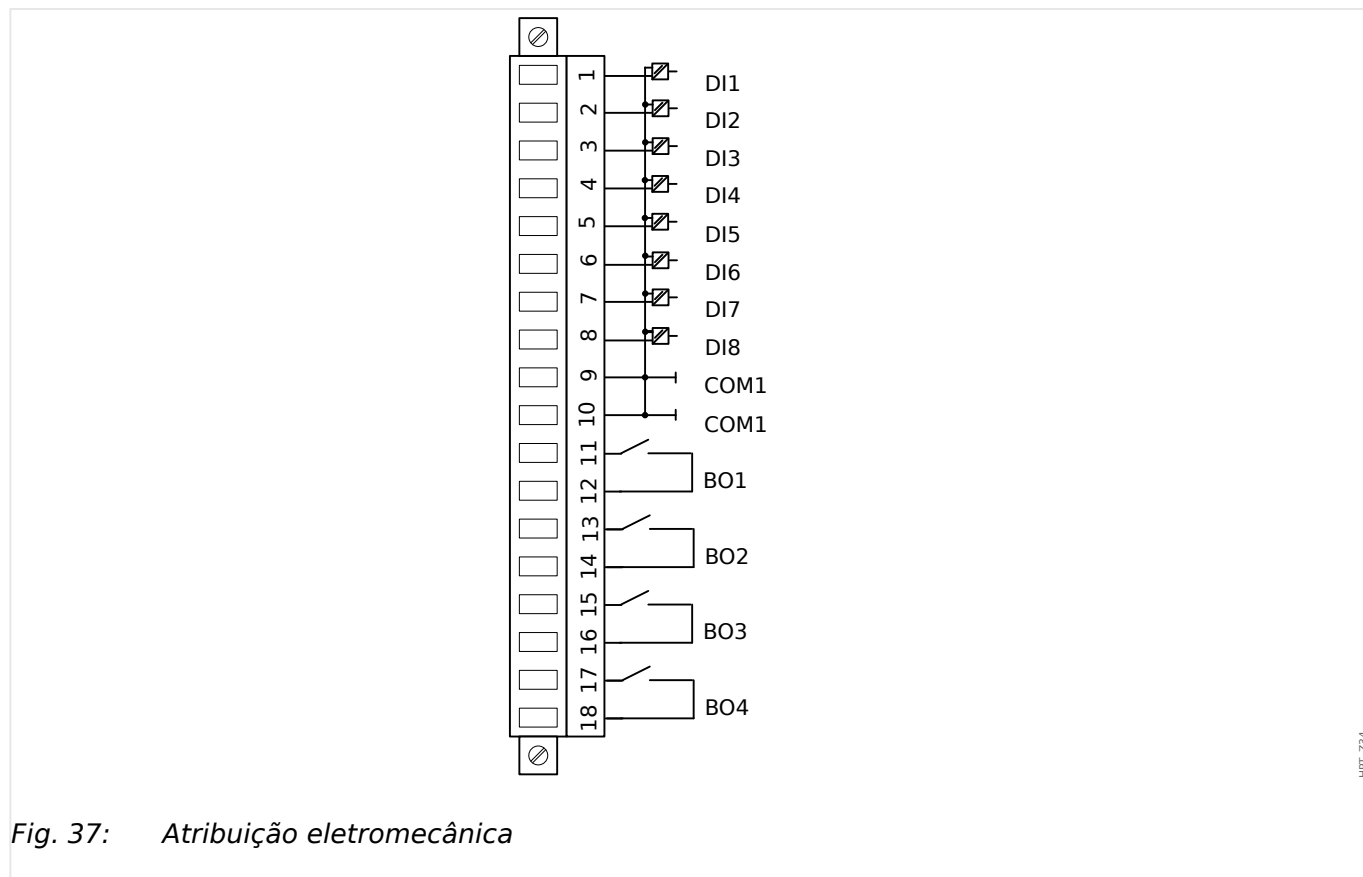 1 DI1
2 DI2
3 DI3
4 DI4
5 DI5
6 DI6
7 DI7
8 DI8
9 COM1
10 COM1
11
BO1
12
13
BO2
14
15
BO3
16
17
BO4
18
Fig. 37: Atribuição eletromecânica